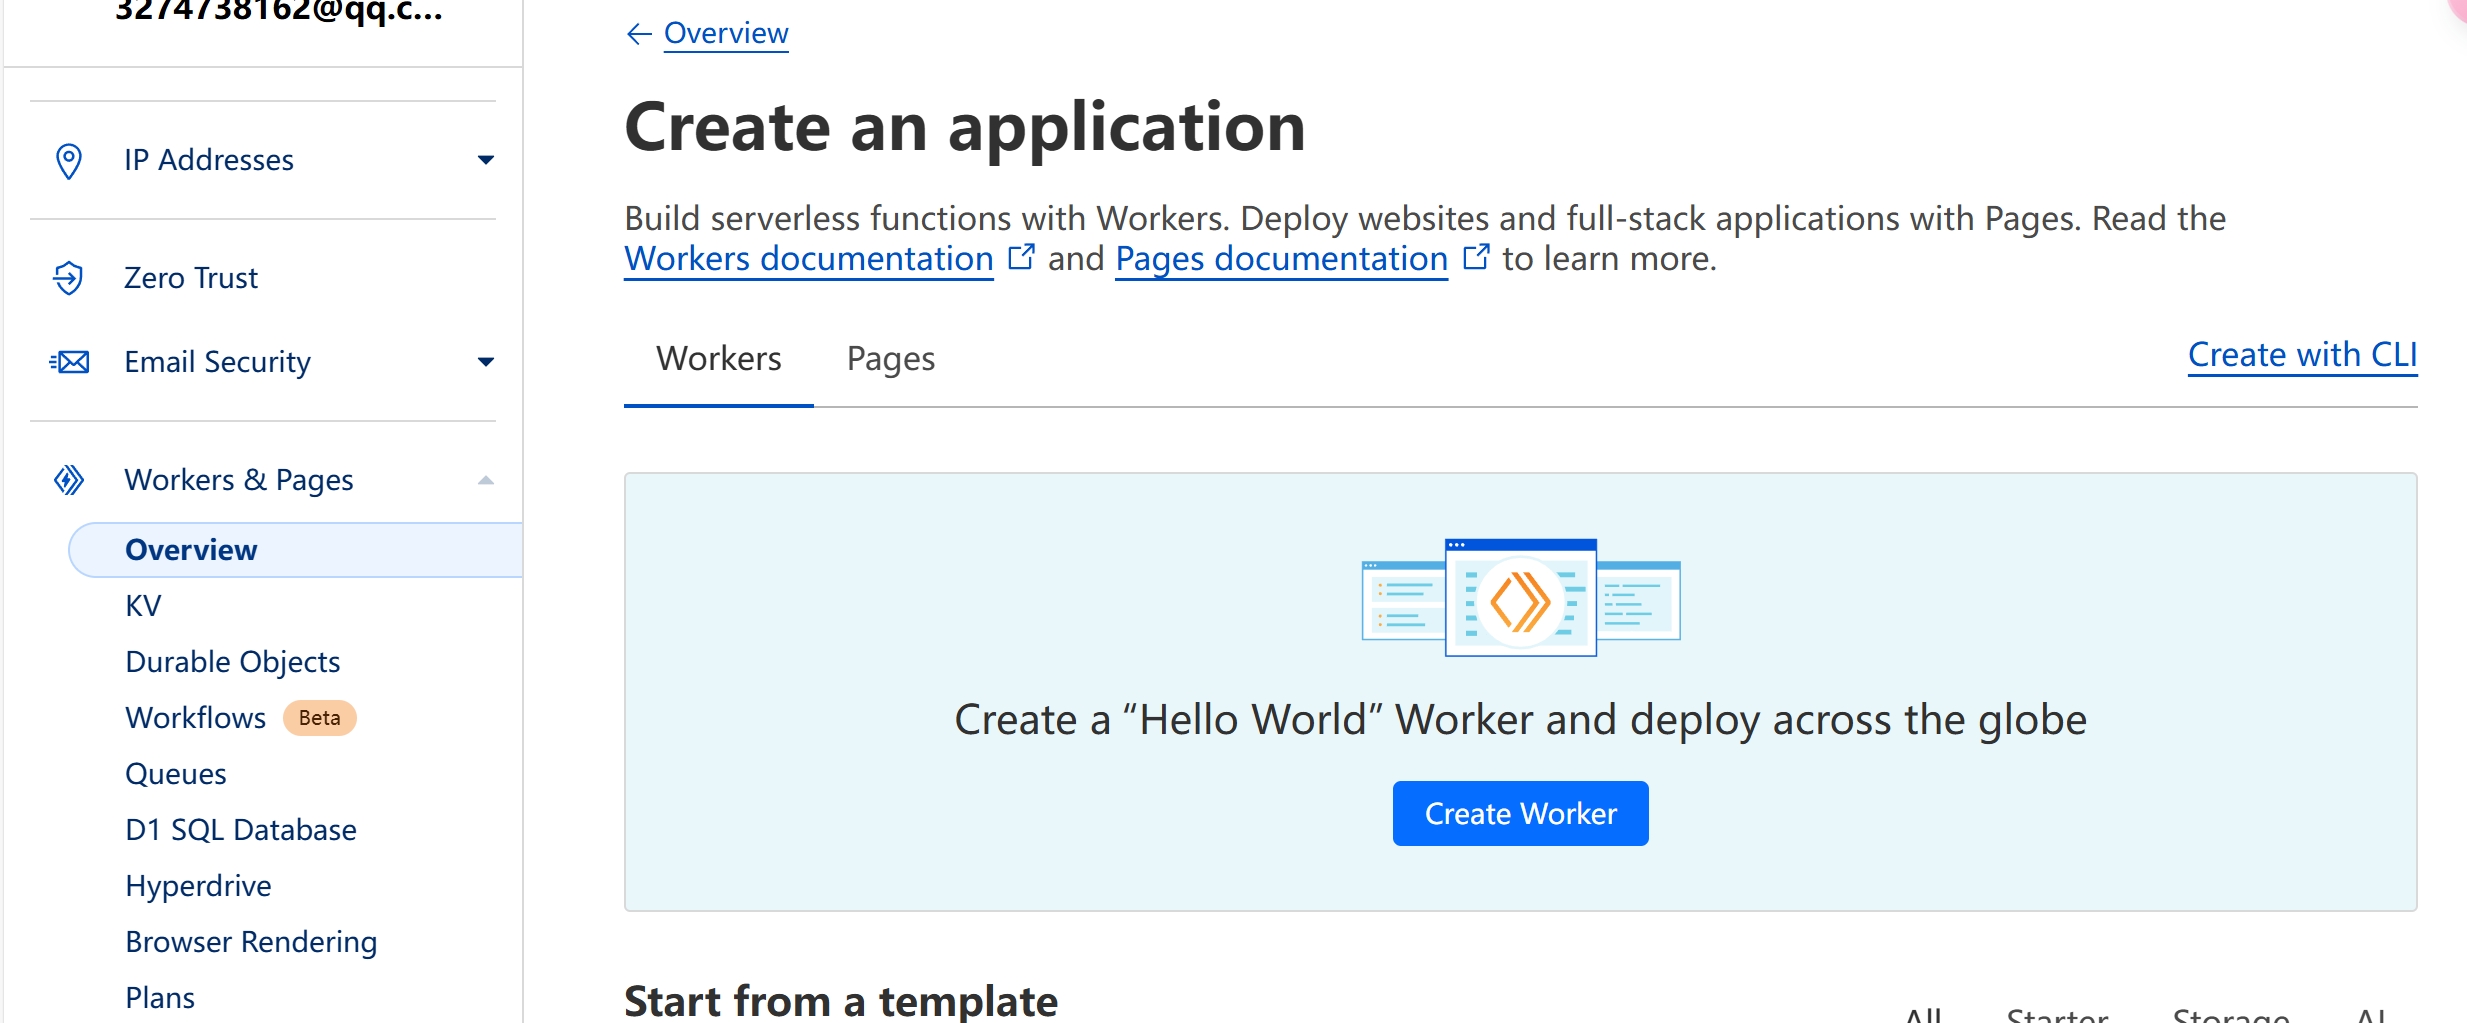 3274738162@qq.c...
IP Addresses
Zero Trust
Email Security
Workers & Pages
Overview
KV
Durable Objects
Workflows Beta
Queues
D1 SQL Database
Hyperdrive
Browser Rendering
Plans
Overview
Create an application
Build serverless functions with Workers. Deploy websites and full-stack applications with Pages. Read the
Workers documentation and Pages documentation to learn more.
Workers Pages Create with CLI
Create a “Hello World” Worker and deploy across the globe
Create Worker
Start from a template
All Starter Storage AI